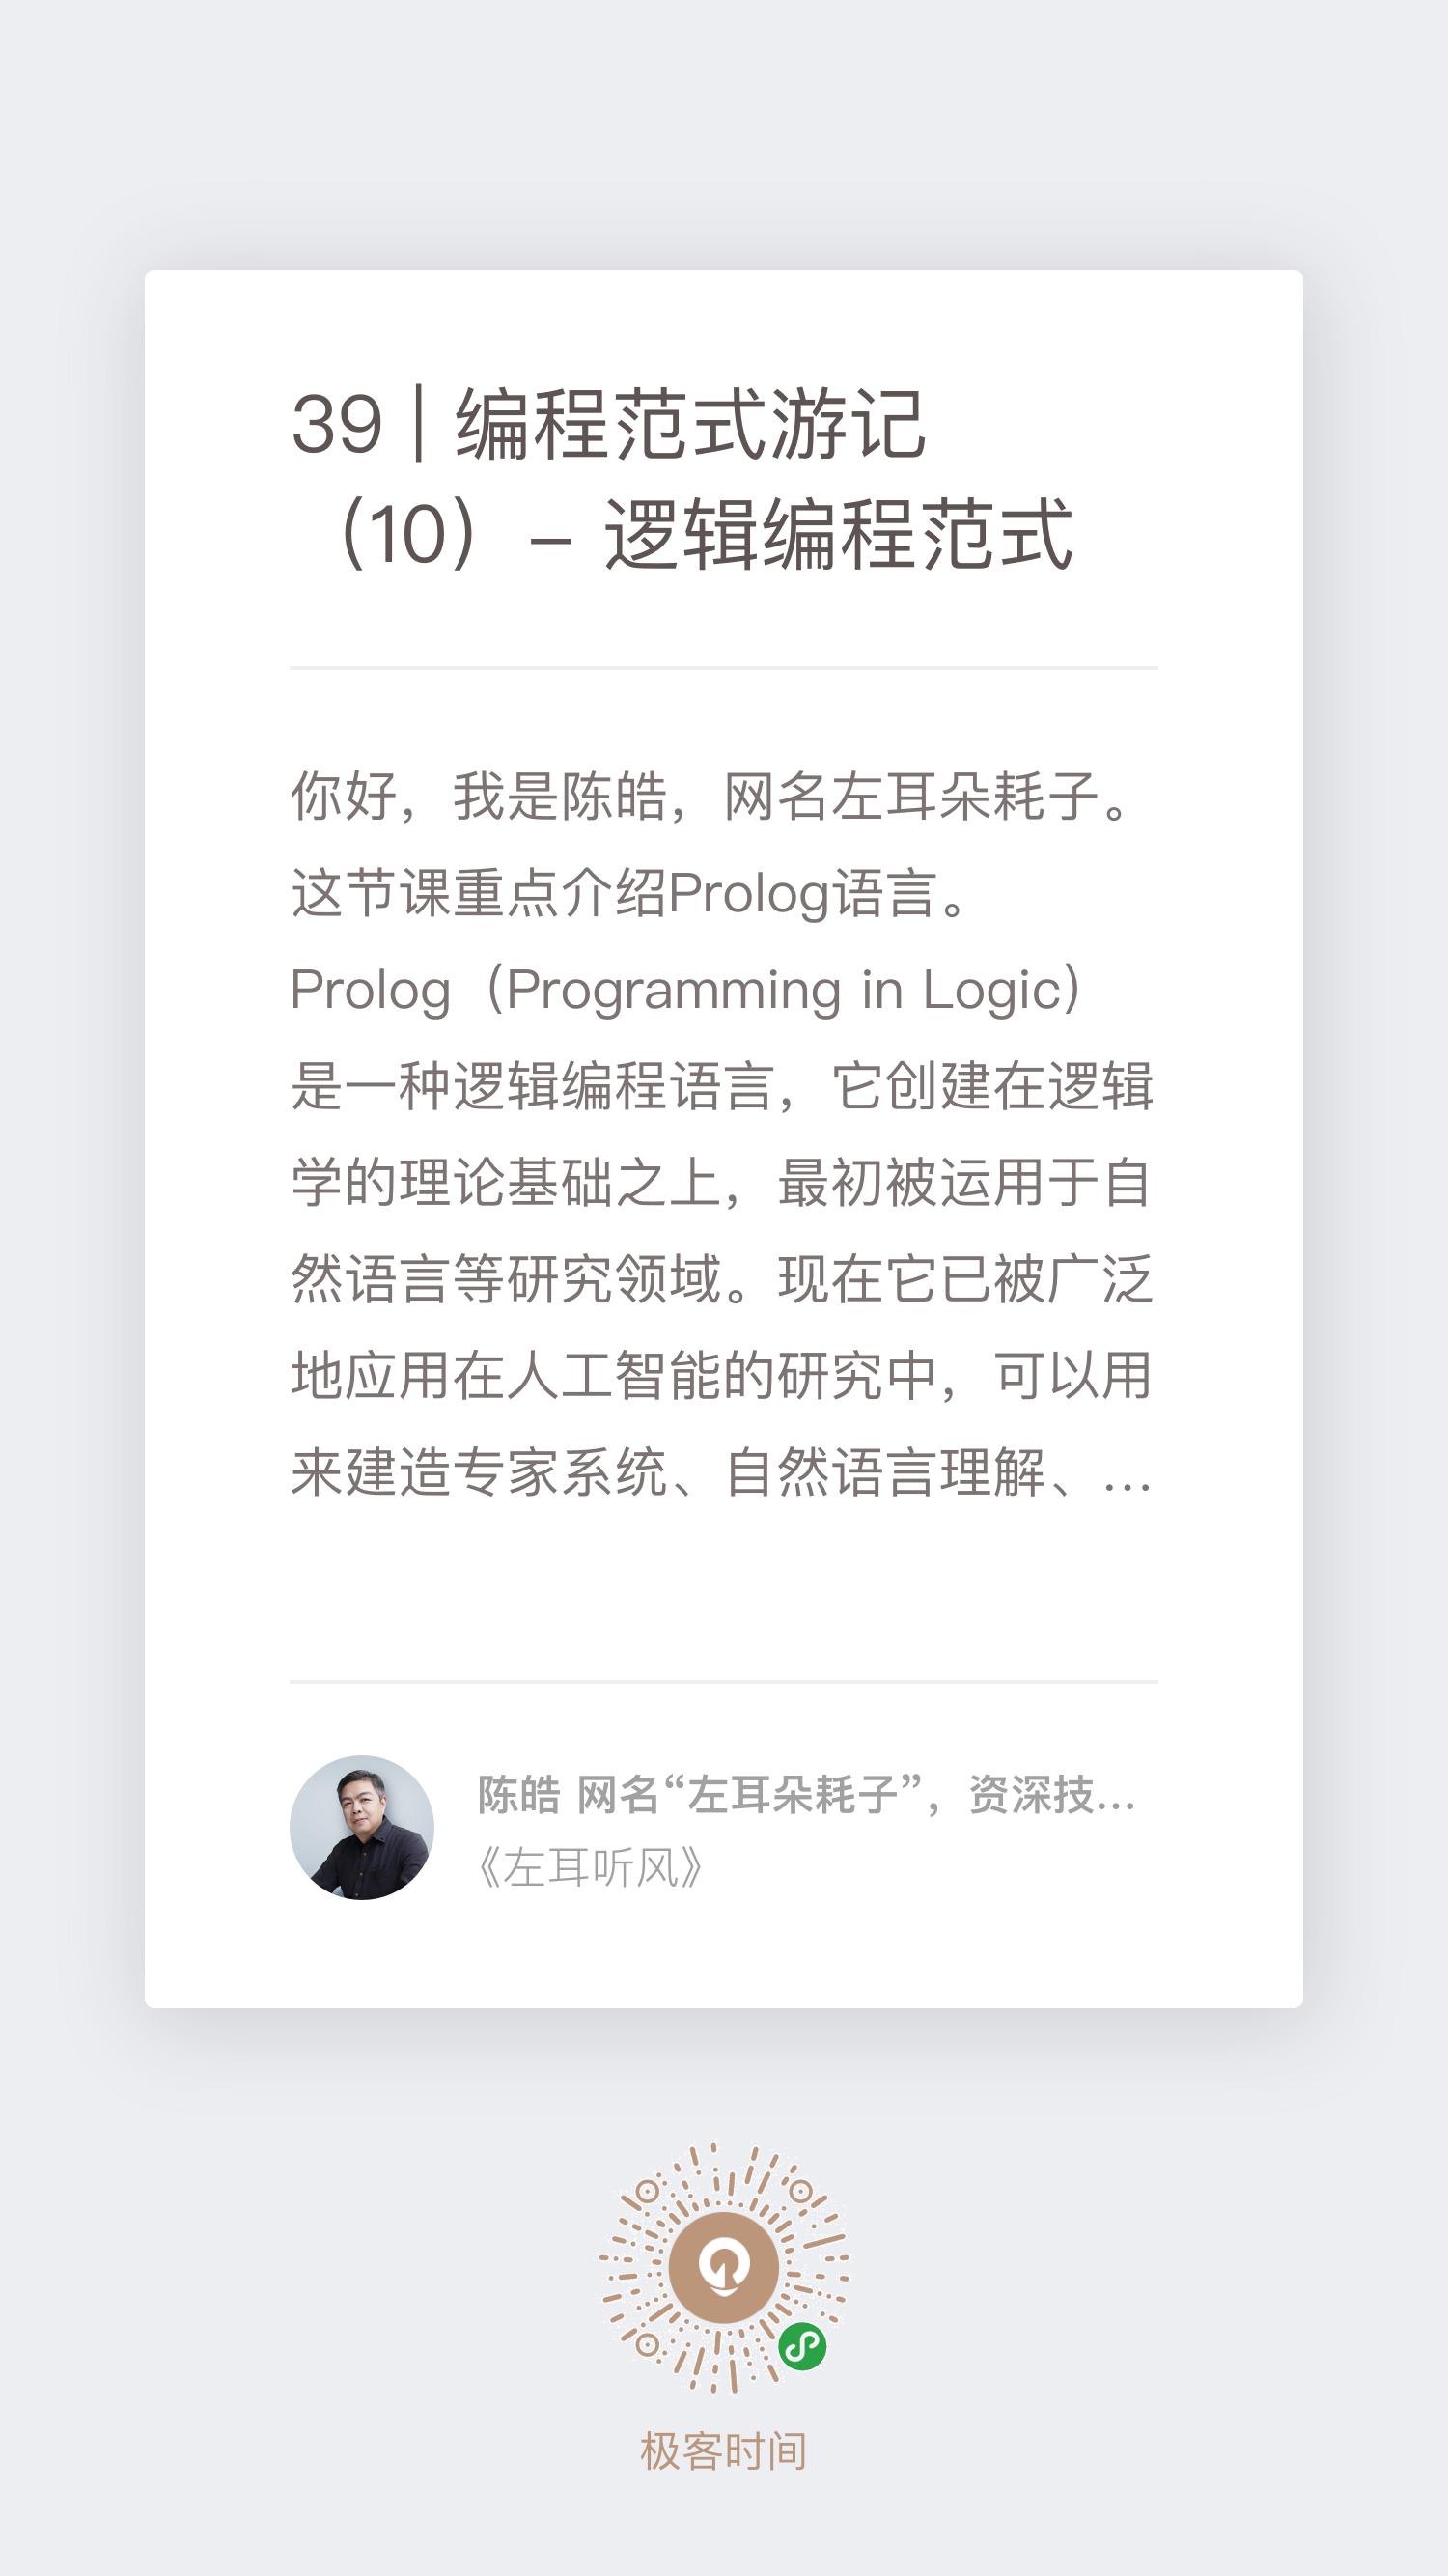 39 | 编程范式游记
（10）- 逻辑编程范式
你好，我是陈皓，网名左耳朵耗子。
这节课重点介绍Prolog语言。
Prolog（Programming in Logic）
是一种逻辑编程语言，它创建在逻辑
学的理论基础之上，最初被运用于自
然语言等研究领域。现在它已被广泛
地应用在人工智能的研究中，可以用
来建造专家系统、自然语言理解、...
陈皓 网名“左耳朵耗子”，资深技...
《左耳听风》
极客时间